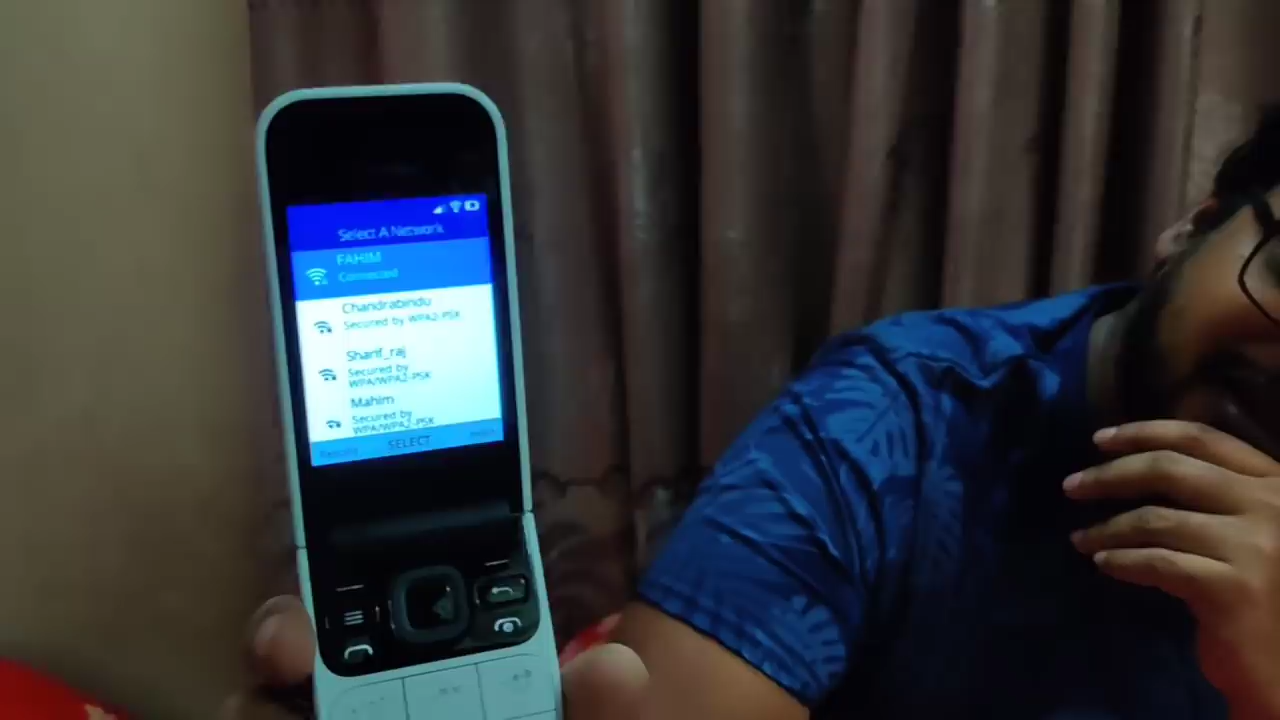 Select A Network
FAHIM
Connected
Chandrabindu
Secured by WPA2-PSK
Sharif_raj
Secured by
WPA/WPA2-PSK
Mahim
Secured by
WPA/WPA2-PSK
SELECT